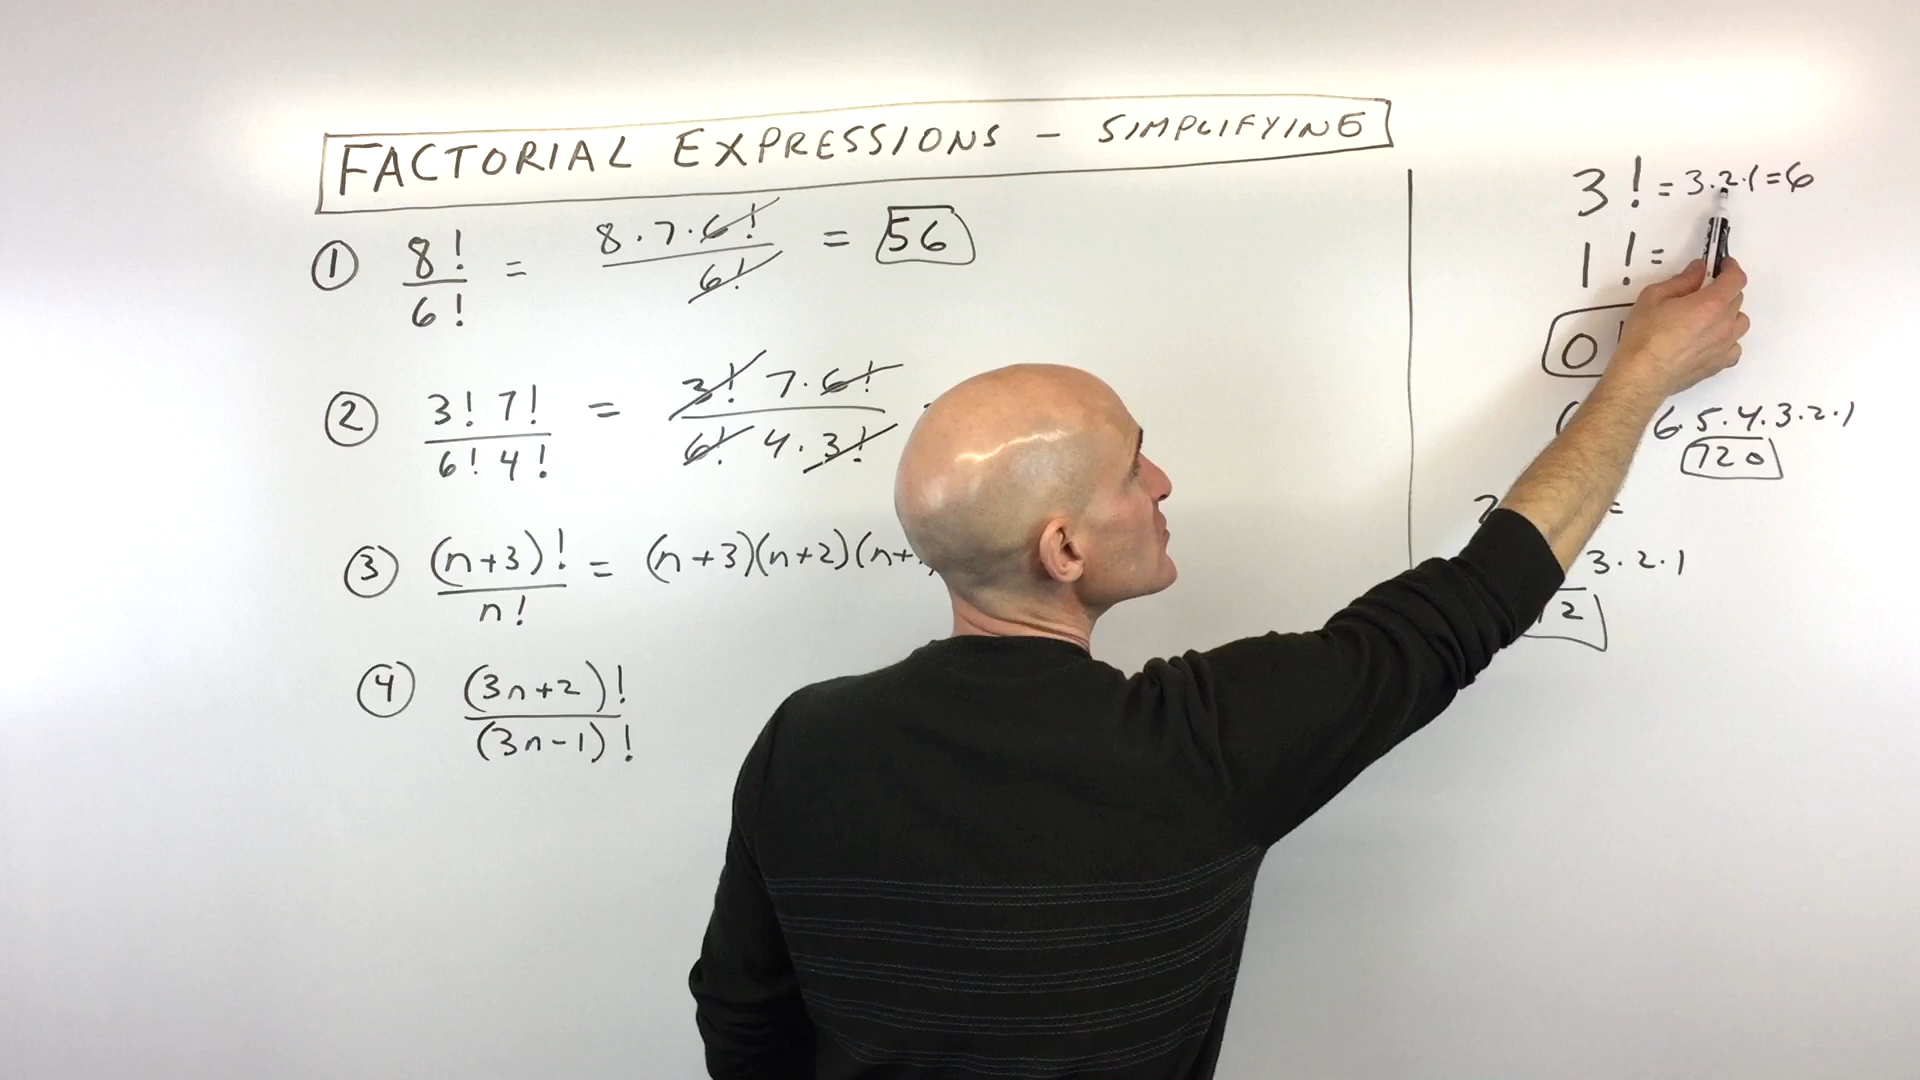 FACTORIAL EXPRESSIONS - SIMPLIFYING
① 8!/6! = 8·7·6!/6! = 56
② 3! 7!/6! 4! = 3! 7·6!/6! 4·3!
③ (n+3)!/n! = (n+3)(n+2)(n+
④ (3n+2)!/(3n-1)!
3! = 3·2·1 = 6
1! =
0
6·5·4·3·2·1
720
=
3·2·1
2